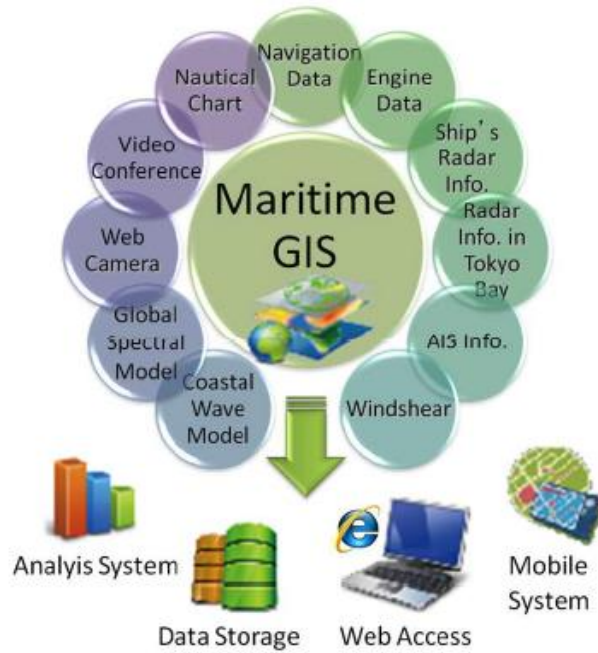 Navigation
Data
Engine
Data
Ship's
Radar
Info.
Radar
Info. in
Tokyo
Bay
AIS Info.
Windshear
Coastal
Wave
Model
Global
Spectral
Model
Web
Camera
Video
Conference
Nautical
Chart
Maritime
GIS
Analyis System
Data Storage
Web Access
Mobile
System